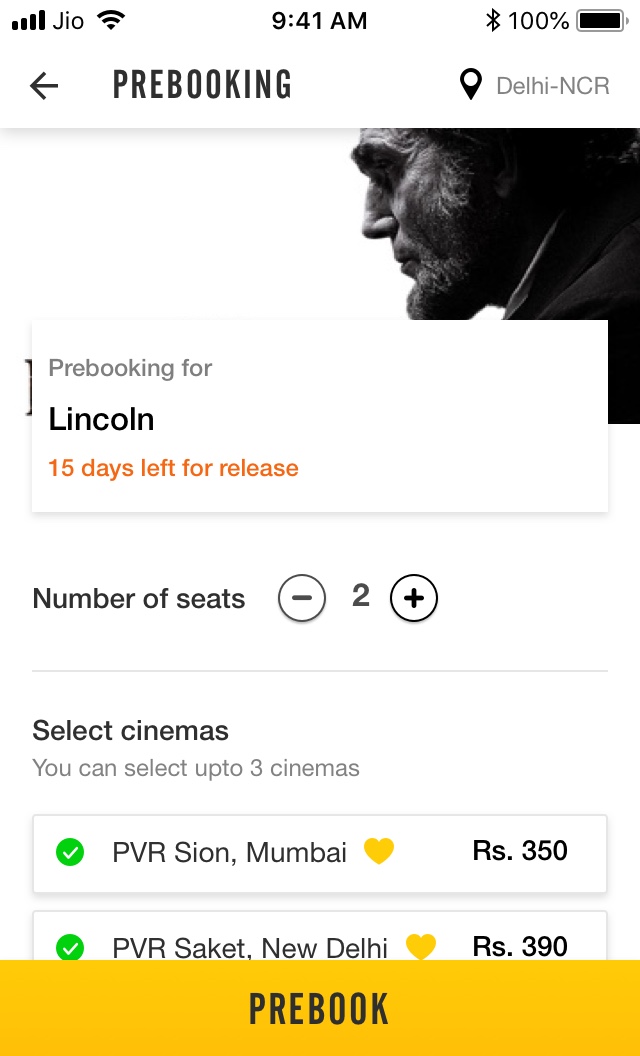 Jio 9:41 AM 100%
PREBOOKING Delhi-NCR
Prebooking for
Lincoln
15 days left for release
Number of seats 2
Select cinemas
You can select upto 3 cinemas
PVR Sion, Mumbai Rs. 350
PVR Saket, New Delhi Rs. 390
PREBOOK